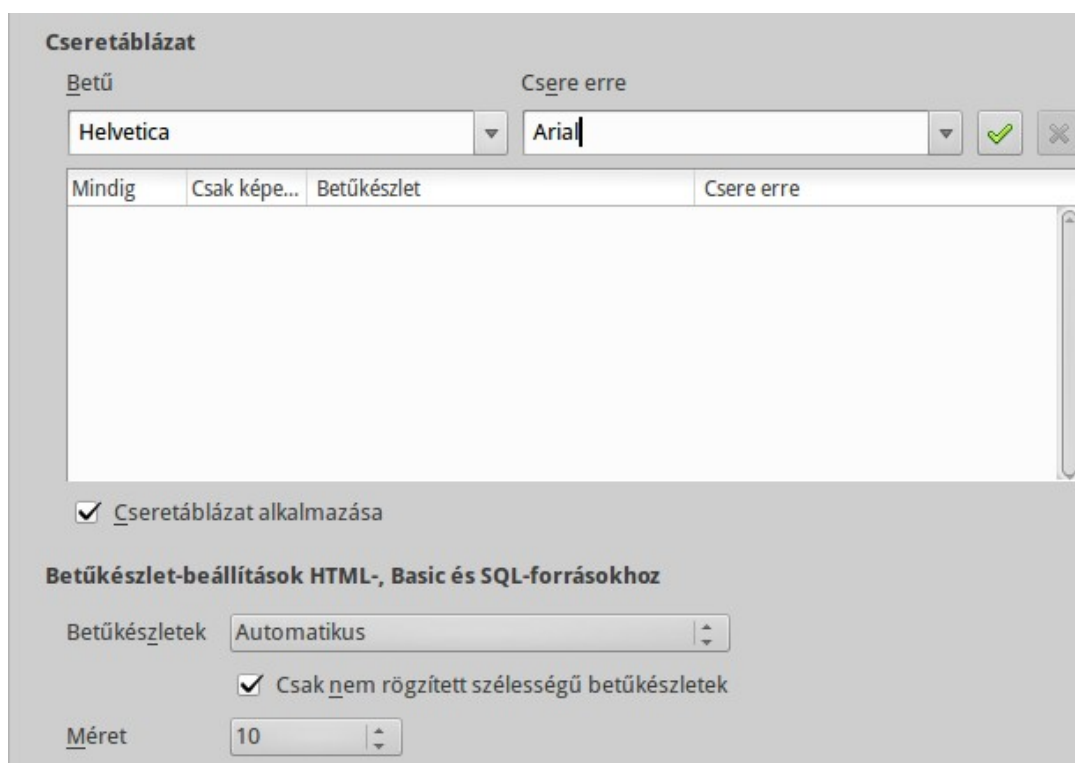 Cseretáblázat
Betű Csere erre
Helvetica Arial
Mindig Csak képe... Betűkészlet Csere erre
Cseretáblázat alkalmazása
Betűkészlet-beállítások HTML-, Basic és SQL-forrásokhoz
Betűkészletek Automatikus
Csak nem rögzített szélességű betűkészletek
Méret 10